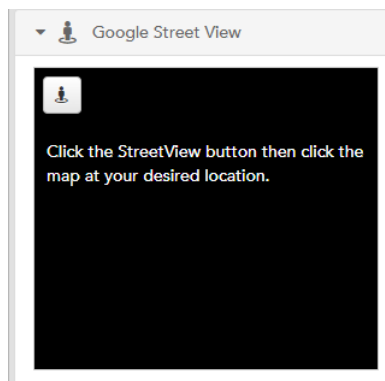 Google Street View
Click the StreetView button then click the
map at your desired location.